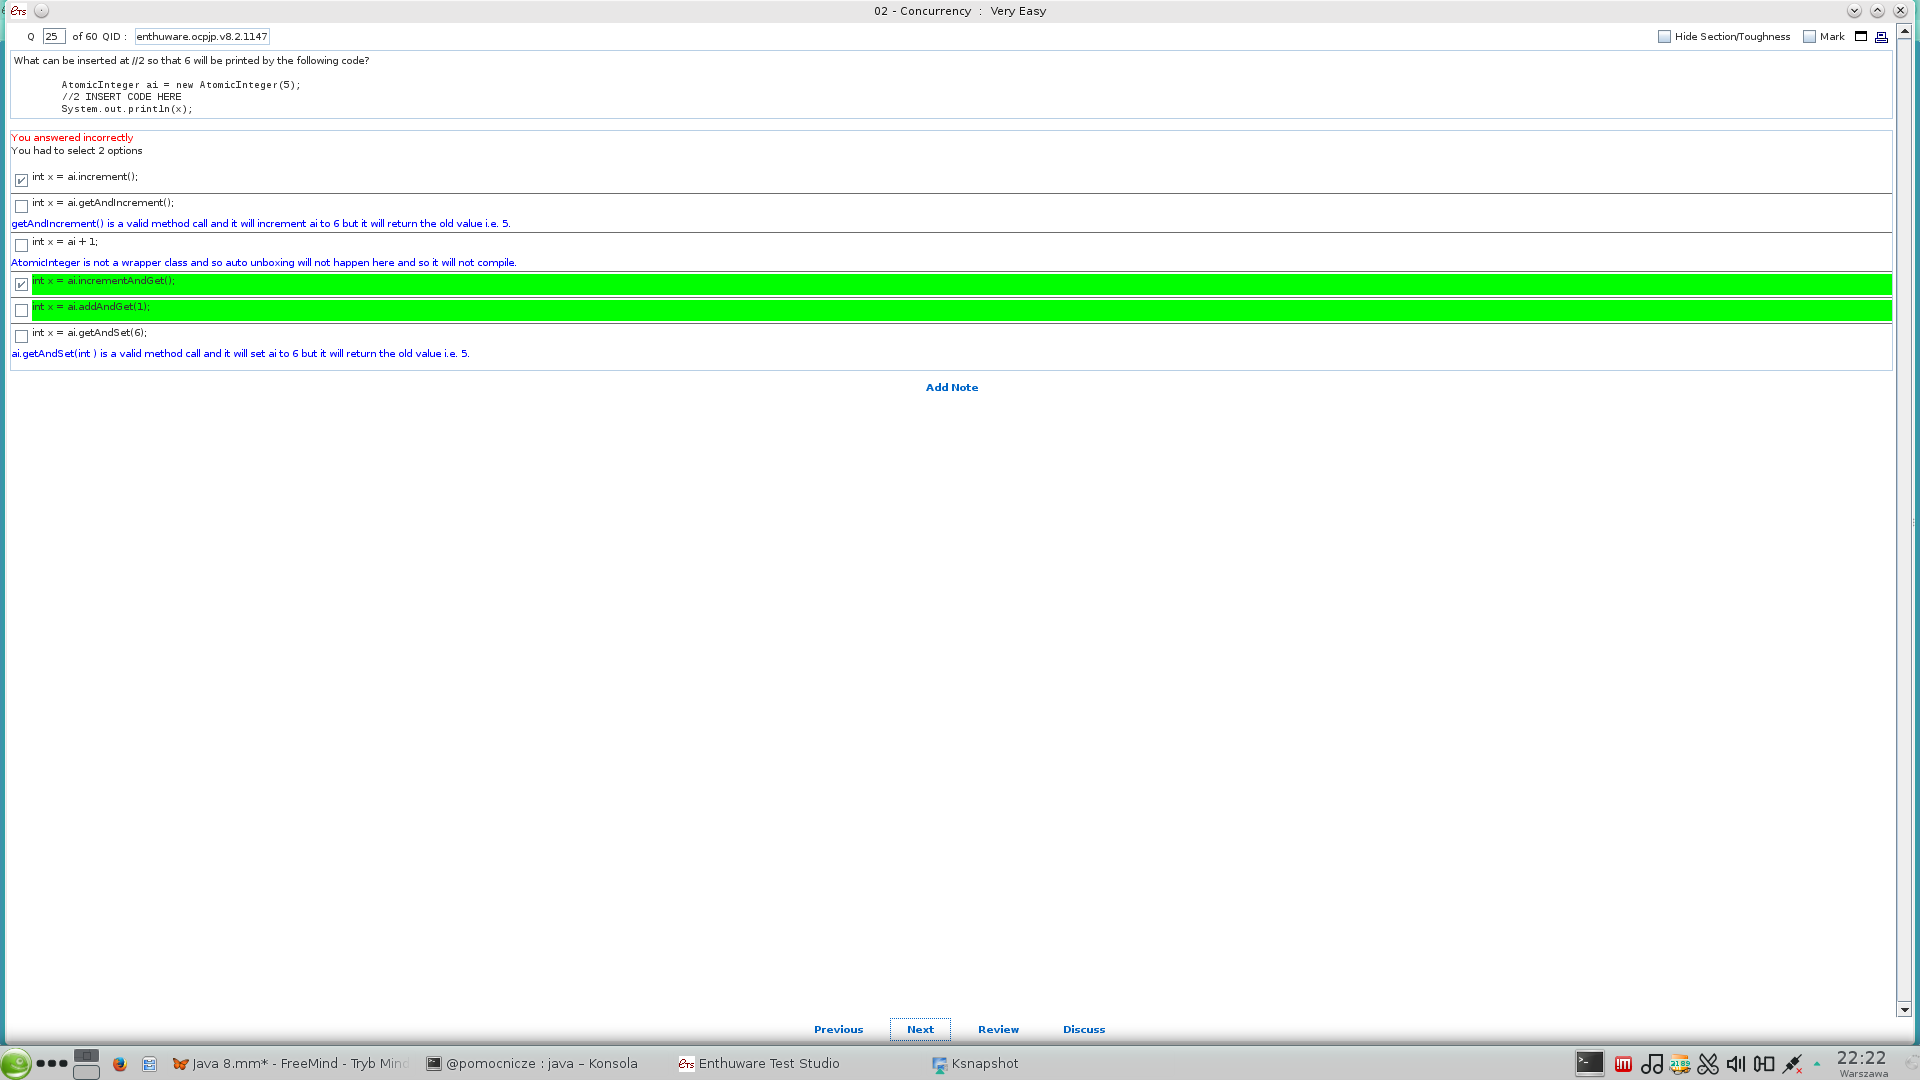 ETS
02 - Concurrency : Very Easy
Q 25 of 60 QID : enthuware.ocpjp.v8.2.1147
Hide Section/Toughness Mark
What can be inserted at //2 so that 6 will be printed by the following code?
AtomicInteger ai = new AtomicInteger(5);
//2 INSERT CODE HERE
System.out.println(x);
You answered incorrectly
You had to select 2 options
int x = ai.increment();
int x = ai.getAndIncrement();
getAndIncrement() is a valid method call and it will increment ai to 6 but it will return the old value i.e. 5.
int x = ai + 1;
AtomicInteger is not a wrapper class and so auto unboxing will not happen here and so it will not compile.
int x = ai.incrementAndGet();
int x = ai.addAndGet(1);
int x = ai.getAndSet(6);
ai.getAndSet(int ) is a valid method call and it will set ai to 6 but it will return the old value i.e. 5.
Add Note
Previous Next Review Discuss
Java 8.mm* - FreeMind - Tryb Mind
@pomocnicze : java – Konsola
ETS Enthuware Test Studio
Ksnapshot
22:22
Warszawa